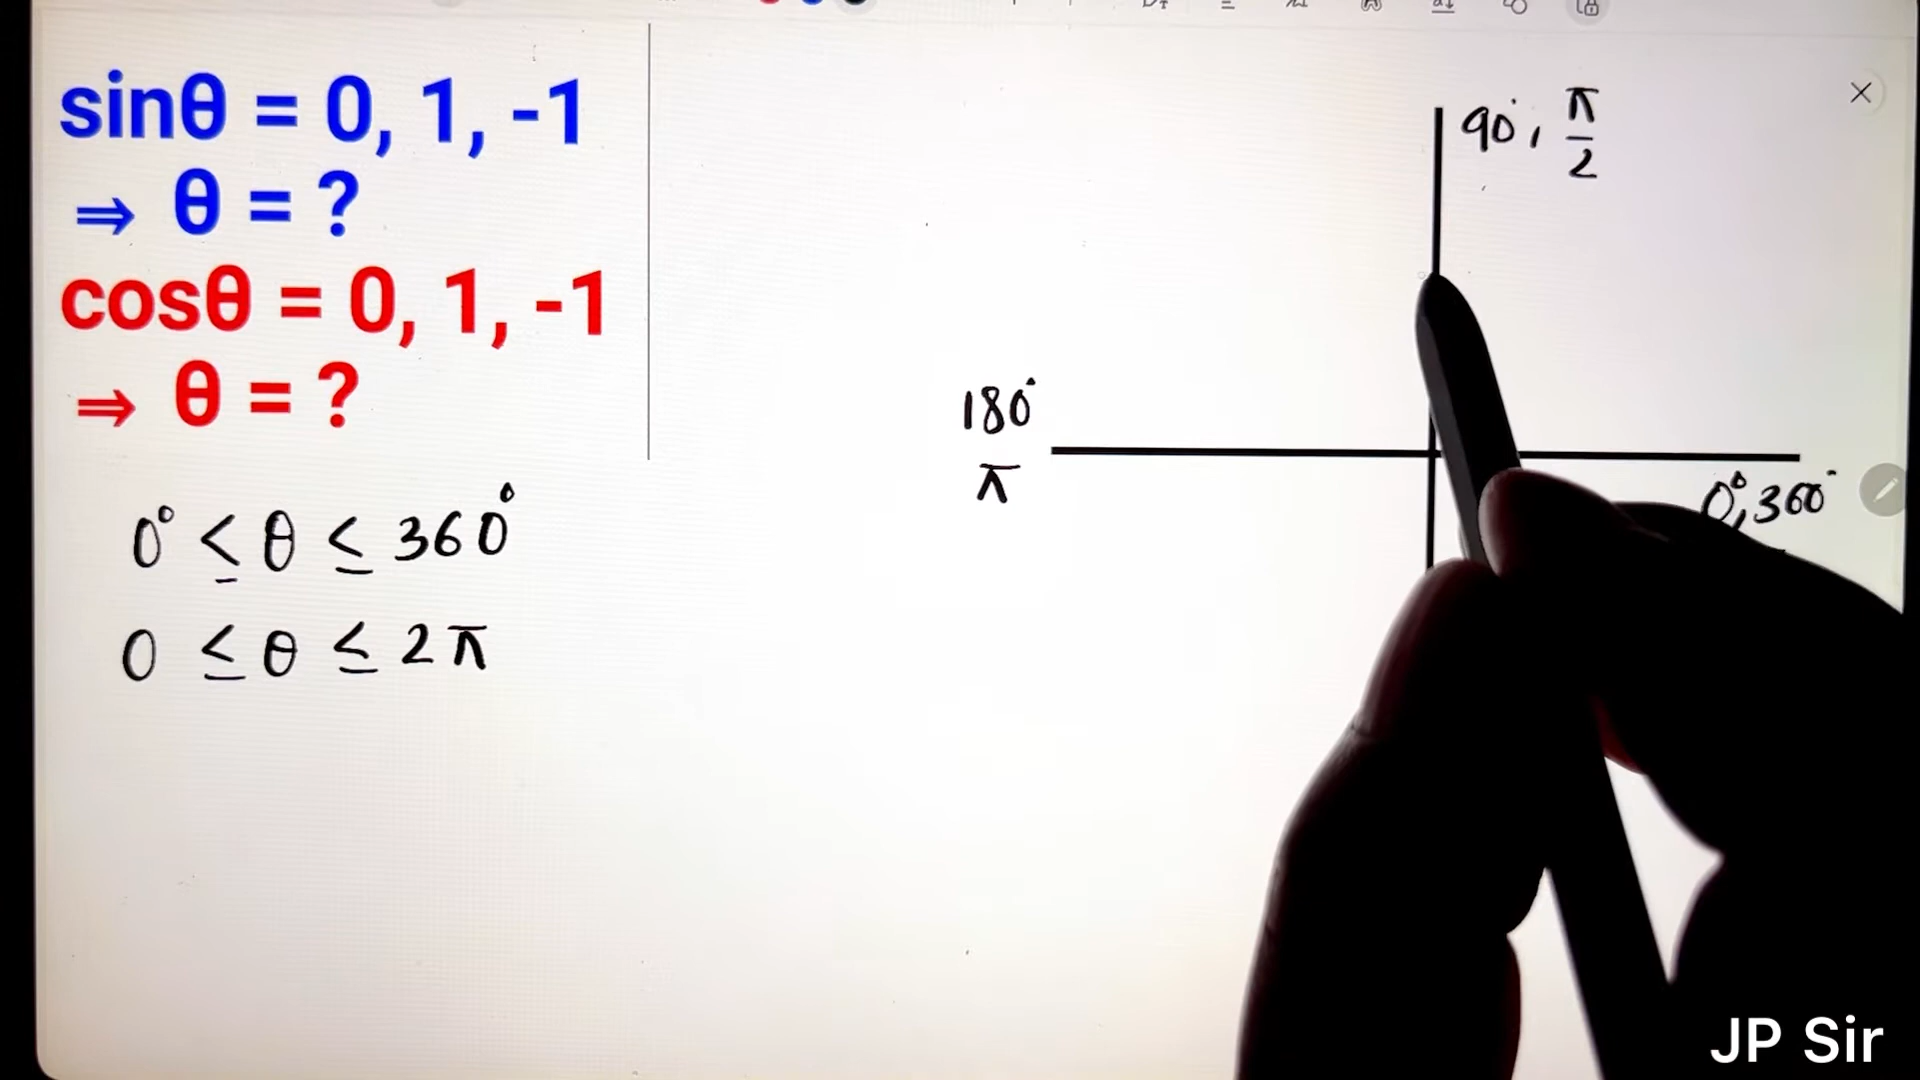 sinθ = 0, 1, -1
⇒ θ = ?
cosθ = 0, 1, -1
⇒ θ = ?
0° ≤ θ ≤ 360°
0 ≤ θ ≤ 2π
90°, π/2
180°
π
0°, 360°
JP Sir